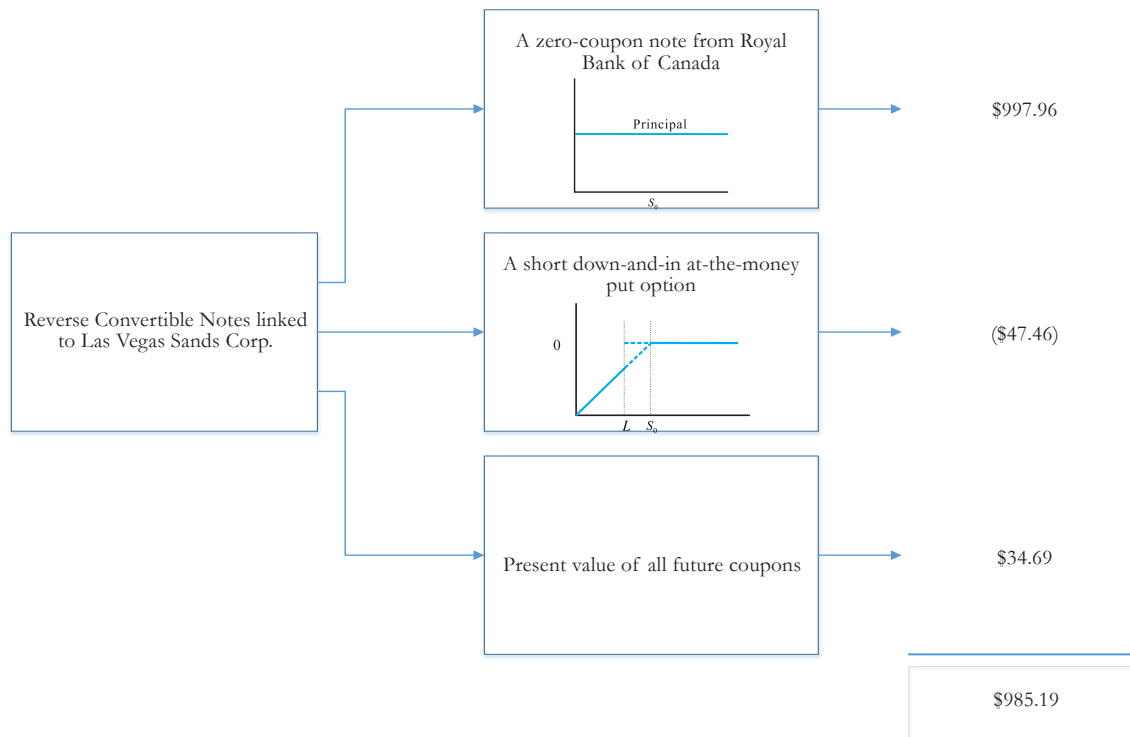 A zero-coupon note from Royal
Bank of Canada
Principal
S₀
$997.96
Reverse Convertible Notes linked
to Las Vegas Sands Corp.
A short down-and-in at-the-money
put option
0
L S₀
($47.46)
Present value of all future coupons
$34.69
$985.19